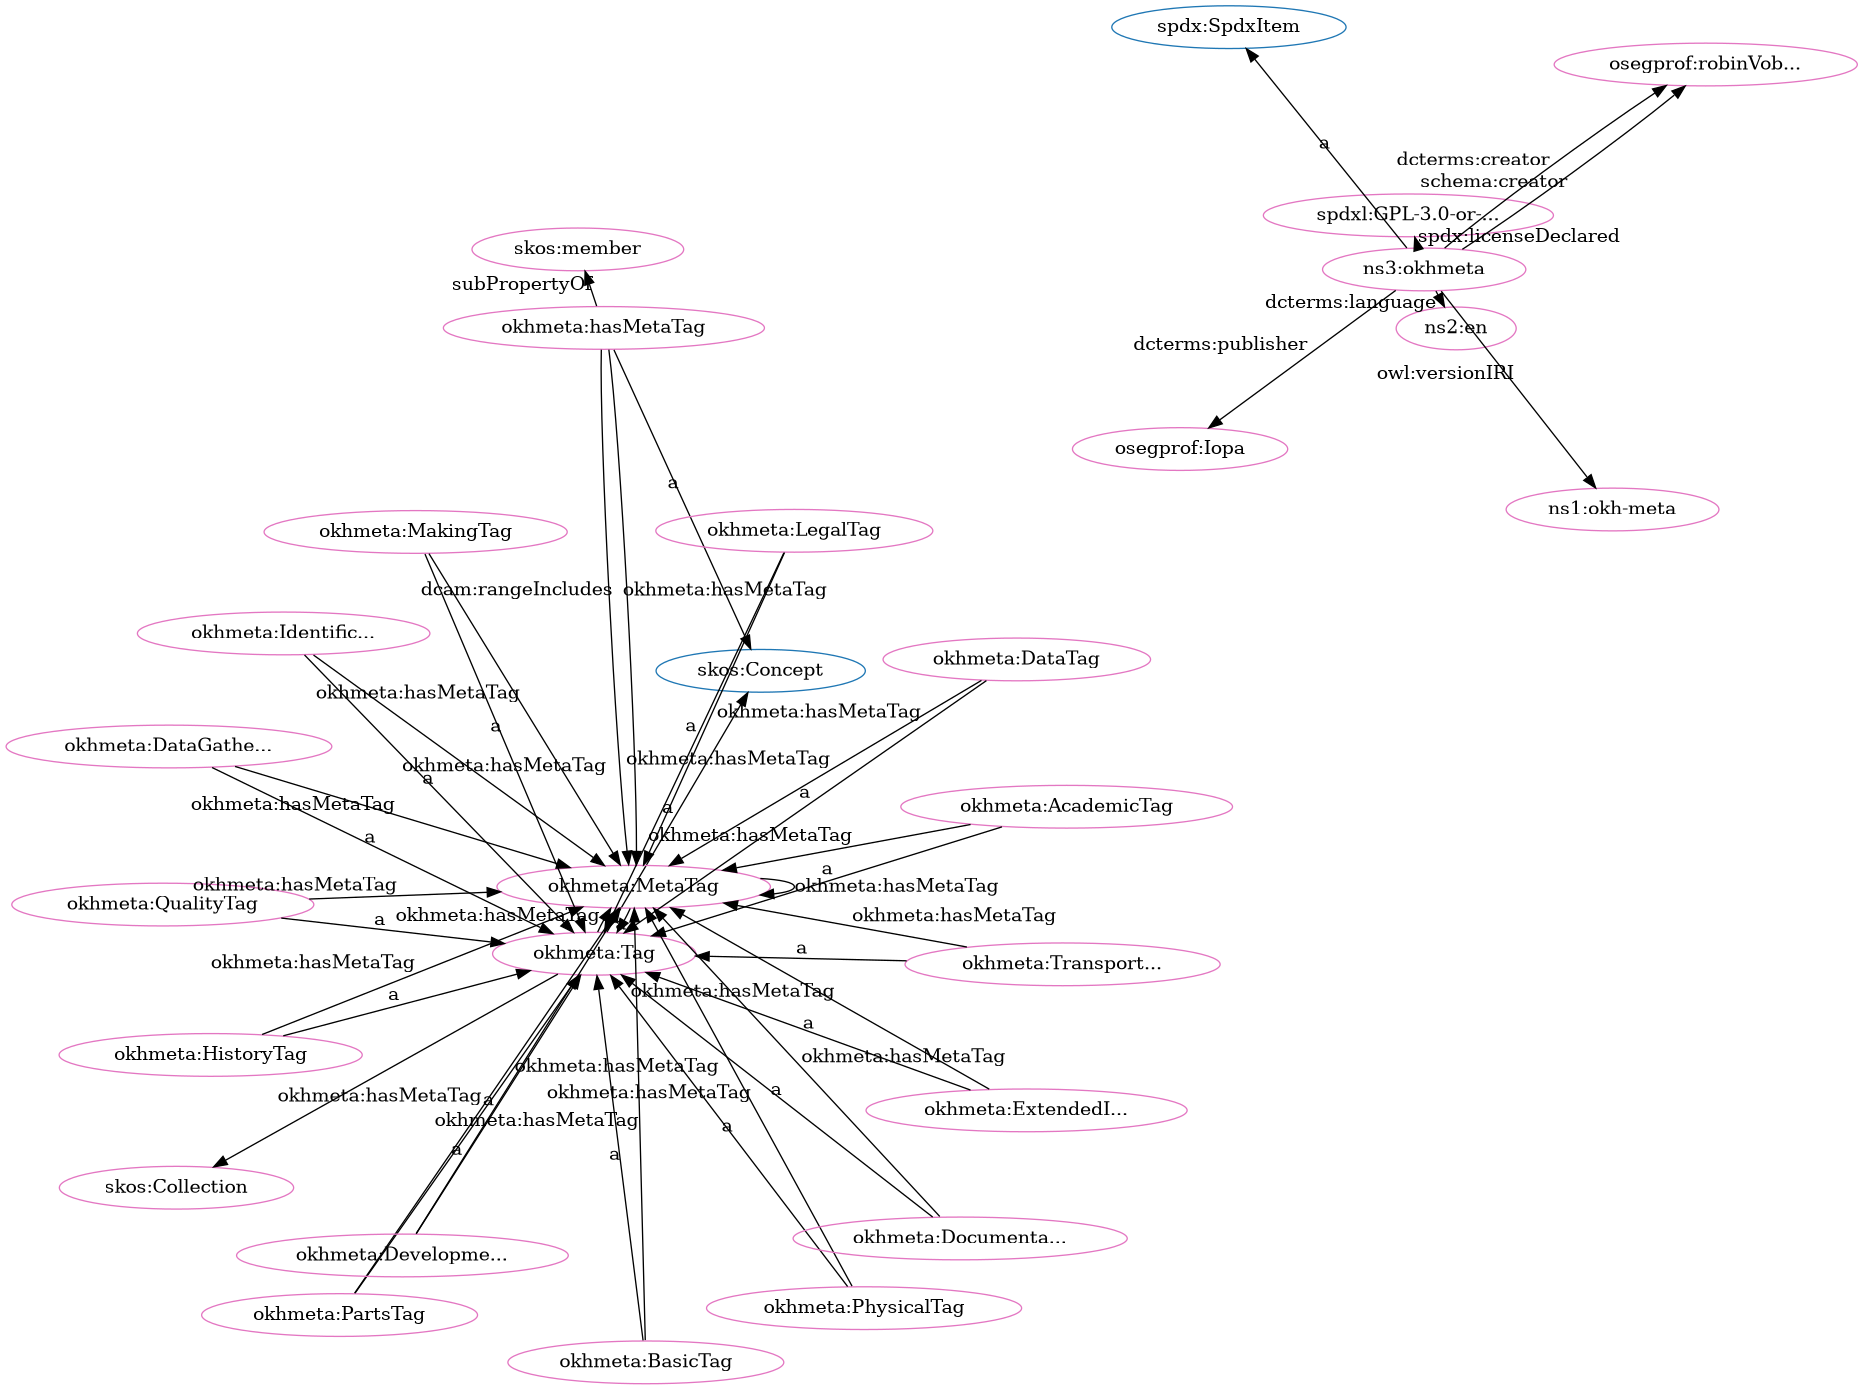 spdx:SpdxItem
osegprof:robinVob...
a
dcterms:creator
schema:creator
spdxl:GPL-3.0-or-...
spdx:licenseDeclared
skos:member
ns3:okhmeta
subPropertyOf
dcterms:language
okhmeta:hasMetaTag
ns2:en
dcterms:publisher
owl:versionIRI
osegprof:Iopa
a
ns1:okh-meta
okhmeta:MakingTag
okhmeta:LegalTag
dcam:rangeIncludes
okhmeta:hasMetaTag
okhmeta:Identific...
okhmeta:DataTag
skos:Concept
okhmeta:hasMetaTag
okhmeta:hasMetaTag
a
a
okhmeta:DataGathe...
okhmeta:hasMetaTag
okhmeta:hasMetaTag
a
a
okhmeta:hasMetaTag
a
okhmeta:AcademicTag
a
okhmeta:hasMetaTag
a
okhmeta:hasMetaTag
okhmeta:MetaTag
okhmeta:hasMetaTag
okhmeta:QualityTag
okhmeta:hasMetaTag
a
okhmeta:hasMetaTag
okhmeta:Tag
a
okhmeta:hasMetaTag
okhmeta:Transport...
a
okhmeta:hasMetaTag
a
okhmeta:HistoryTag
okhmeta:hasMetaTag
okhmeta:hasMetaTag
okhmeta:hasMetaTag
a
okhmeta:hasMetaTag
a
okhmeta:ExtendedI...
okhmeta:hasMetaTag
a
a
a
skos:Collection
okhmeta:Documenta...
okhmeta:Developme...
okhmeta:PartsTag
okhmeta:PhysicalTag
okhmeta:BasicTag